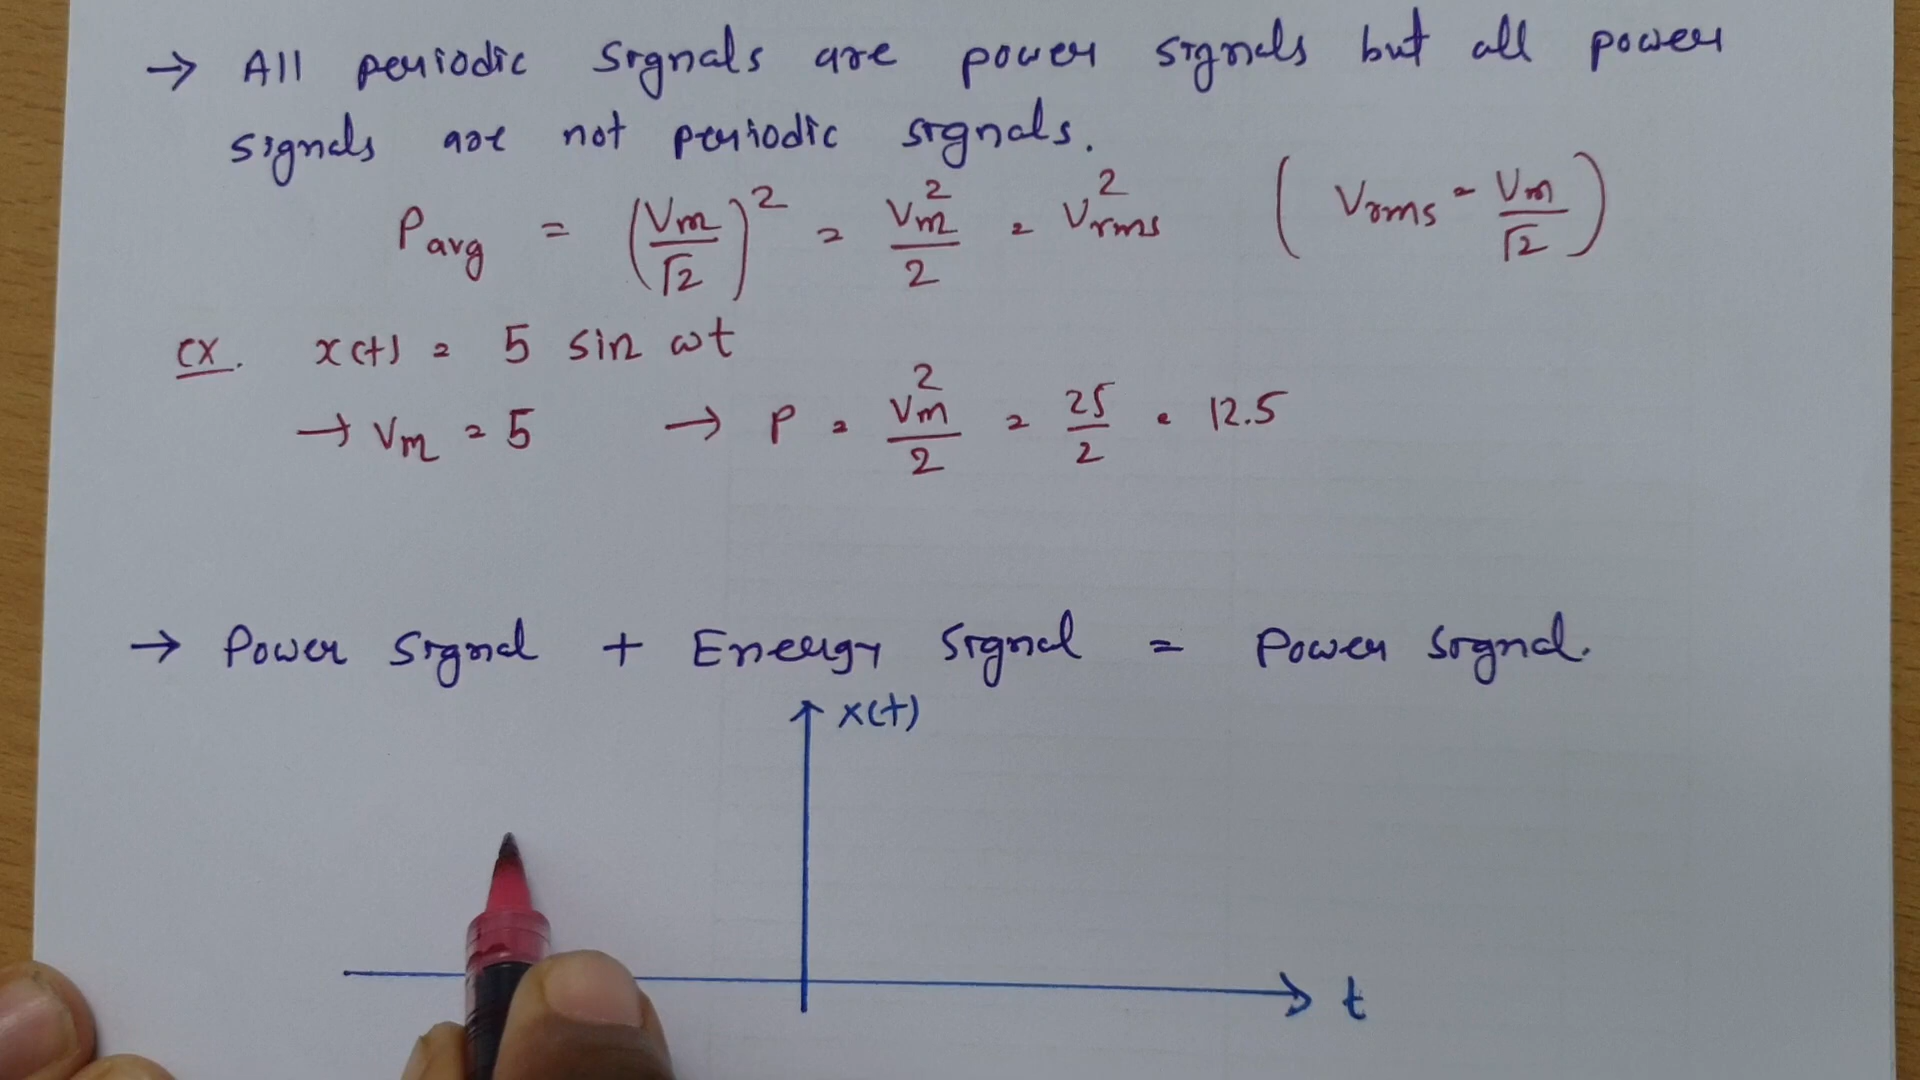 → All periodic signals are power signals but all power
signals are not periodic signals.
Pavg = (Vm/√2)² = Vm²/2 = Vrms² (Vrms = Vm/√2)
ex. x(t) = 5 sin ωt
→ Vm = 5 → P = Vm²/2 = 25/2 = 12.5
→ Power signal + Energy signal = Power signal.
x(t)
t